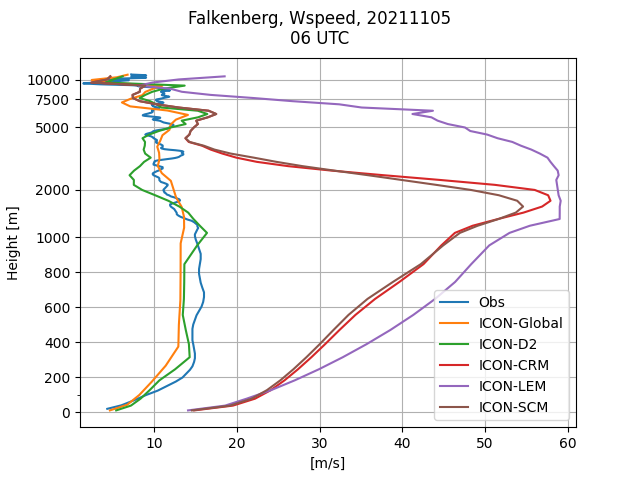 Falkenberg, Wspeed, 20211105
06 UTC
Height [m]
10000
7500
5000
2000
1000
800
600
400
200
0
10
20
30
40
50
60
[m/s]
Obs
ICON-Global
ICON-D2
ICON-CRM
ICON-LEM
ICON-SCM